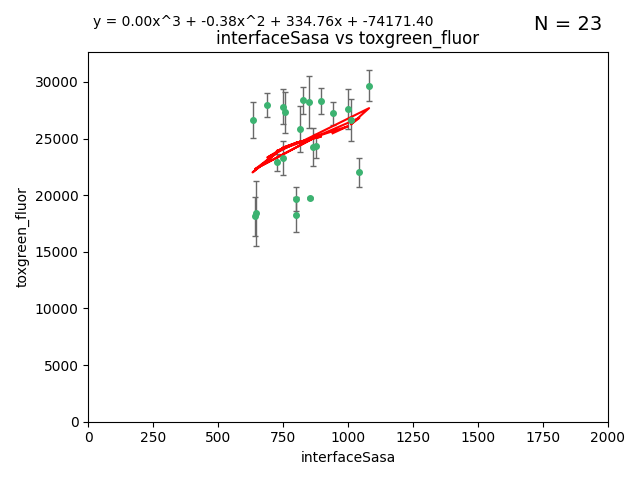 y = 0.00x^3 + -0.38x^2 + 334.76x + -74171.40
N = 23
interfaceSasa vs toxgreen_fluor
30000
25000
20000
15000
10000
5000
0
toxgreen_fluor
0 250 500 750 1000 1250 1500 1750 2000
interfaceSasa